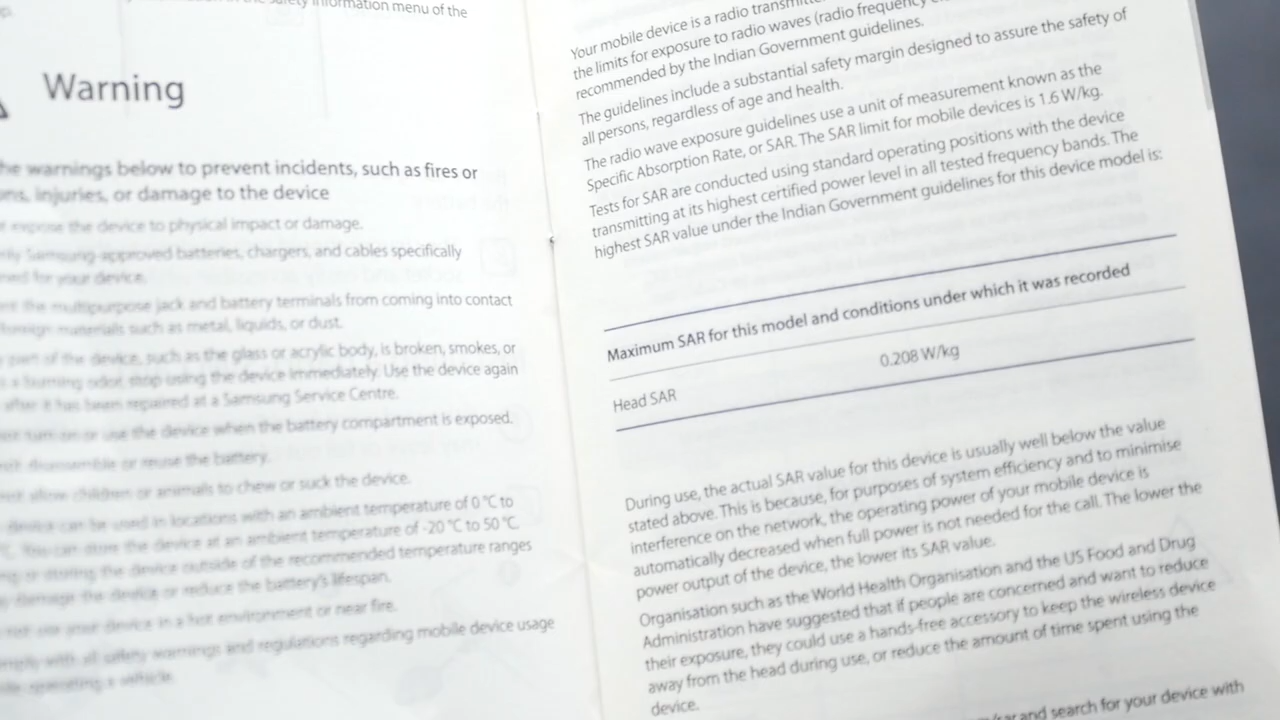 information menu of the
Warning
warnings below to prevent incidents, such as fires or
injuries, or damage to the device
expose the device to physical impact or damage.
Samsung-approved batteries, chargers, and cables specifically
for your device.
the multipurpose jack and battery terminals from coming into contact
foreign materials such as metal, liquids, or dust.
part of the device, such as the glass or acrylic body, is broken, smokes, or
a burning odor, stop using the device immediately. Use the device again
after it has been repaired at a Samsung Service Centre.
or use the device when the battery compartment is exposed.
disassemble or reuse the battery.
allow children or animals to chew or suck the device.
device can be used in locations with an ambient temperature of 0 °C to
You can store the device at an ambient temperature of -20 °C to 50 °C.
or storing the device outside of the recommended temperature ranges
damage the device or reduce the battery's lifespan.
use your device in a hot environment or near fire.
with all safety warnings and regulations regarding mobile device usage
operating a vehicle.
Your mobile device is a radio
the limits for exposure to radio waves (radio frequency
recommended by the Indian Government guidelines.
The guidelines include a substantial safety margin designed to assure the safety of
all persons, regardless of age and health.
The radio wave exposure guidelines use a unit of measurement known as the
Specific Absorption Rate, or SAR. The SAR limit for mobile devices is 1.6 W/kg.
Tests for SAR are conducted using standard operating positions with the device
transmitting at its highest certified power level in all tested frequency bands. The
highest SAR value under the Indian Government guidelines for this device model is:
Maximum SAR for this model and conditions under which it was recorded
Head SAR 0.208 W/kg
During use, the actual SAR value for this device is usually well below the value
stated above. This is because, for purposes of system efficiency and to minimise
interference on the network, the operating power of your mobile device is
automatically decreased when full power is not needed for the call. The lower the
power output of the device, the lower its SAR value.
Organisation such as the World Health Organisation and the US Food and Drug
Administration have suggested that if people are concerned and want to reduce
their exposure, they could use a hands-free accessory to keep the wireless device
away from the head during use, or reduce the amount of time spent using the
device.
and search for your device with